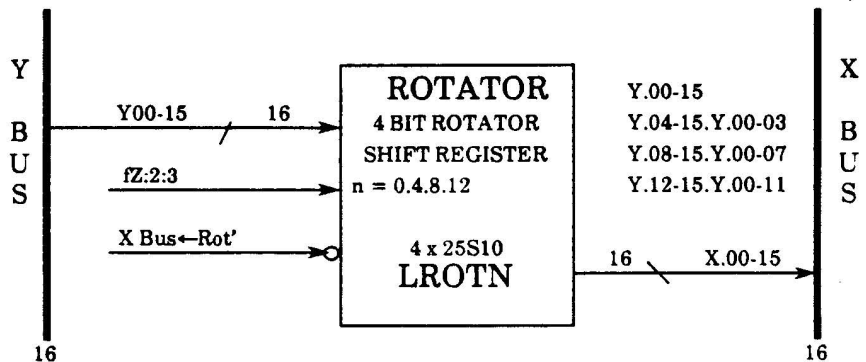 Y
BUS
X
BUS
Y00-15
16
fZ:2:3
X Bus←Rot'
ROTATOR
4 BIT ROTATOR
SHIFT REGISTER
n = 0.4.8.12
4 x 25S10
LROTN
Y.00-15
Y.04-15.Y.00-03
Y.08-15.Y.00-07
Y.12-15.Y.00-11
16
X.00-15
16
16